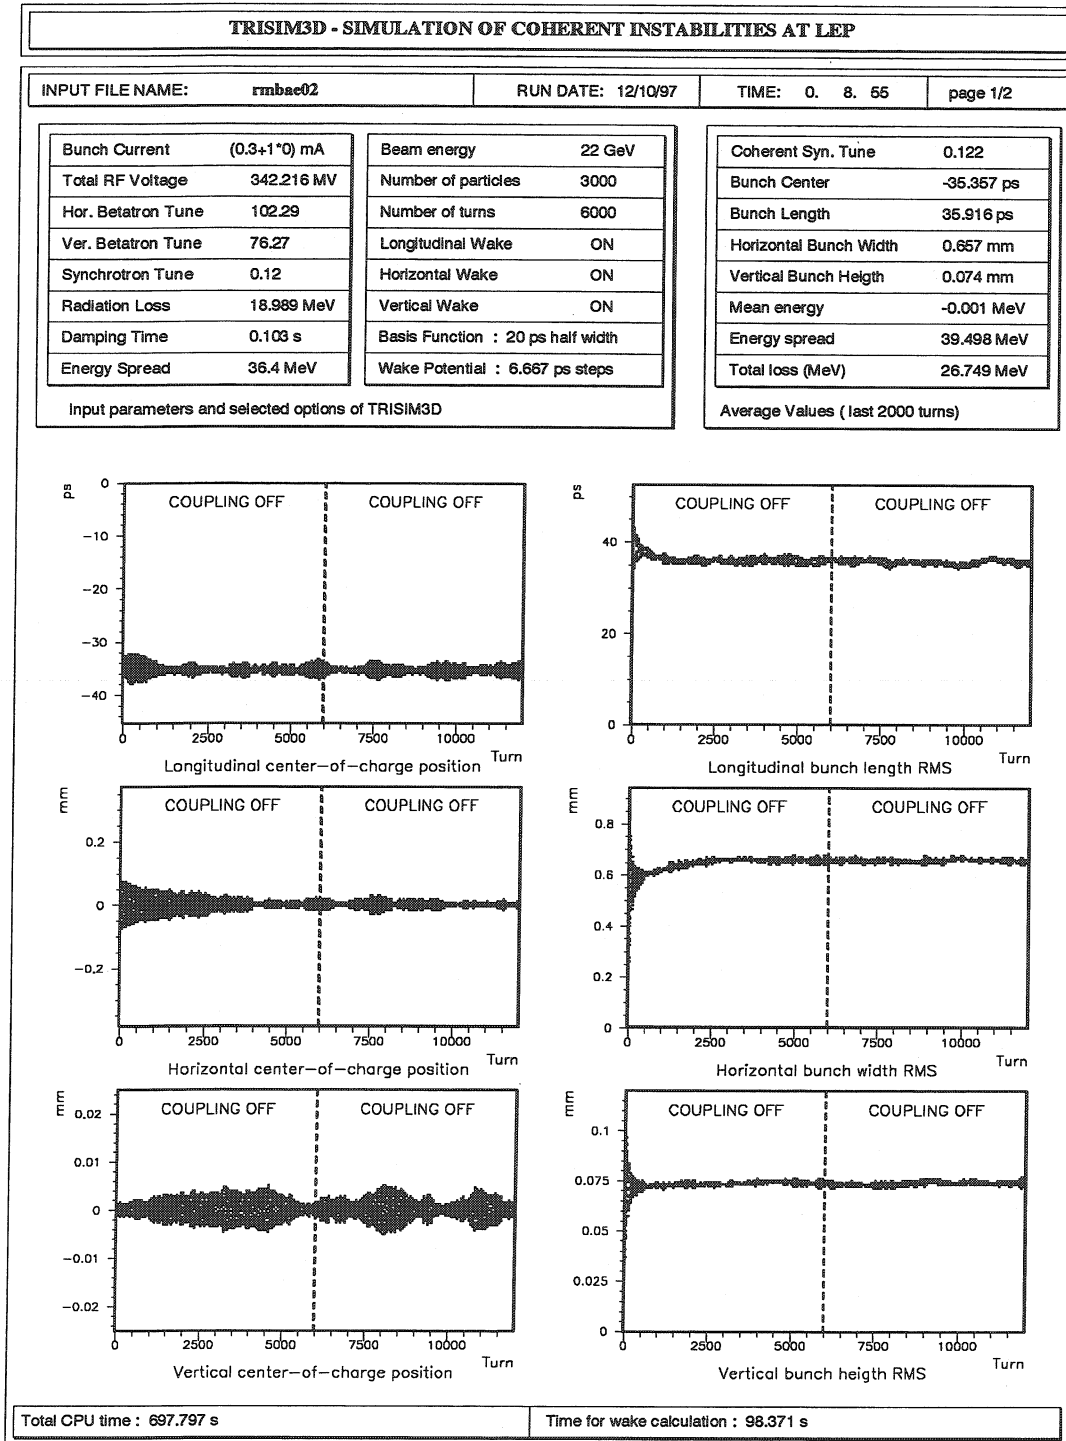 TRISIM3D - SIMULATION OF COHERENT INSTABILITIES AT LEP
INPUT FILE NAME: rmbae02 RUN DATE: 12/10/97 TIME: 0. 8. 55 page 1/2
Bunch Current (0.3+1*0) mA
Total RF Voltage 342.216 MV
Hor. Betatron Tune 102.29
Ver. Betatron Tune 76.27
Synchrotron Tune 0.12
Radiation Loss 18.989 MeV
Damping Time 0.103 s
Energy Spread 36.4 MeV
Beam energy 22 GeV
Number of particles 3000
Number of turns 6000
Longitudinal Wake ON
Horizontal Wake ON
Vertical Wake ON
Basis Function : 20 ps half width
Wake Potential : 6.667 ps steps
Input parameters and selected options of TRISIM3D
Coherent Syn. Tune 0.122
Bunch Center -35.357 ps
Bunch Length 35.916 ps
Horizontal Bunch Width 0.657 mm
Vertical Bunch Heigth 0.074 mm
Mean energy -0.001 MeV
Energy spread 39.498 MeV
Total loss (MeV) 26.749 MeV
Average Values ( last 2000 turns)
ps
COUPLING OFF COUPLING OFF
0
−10
−20
−30
−40
0 2500 5000 7500 10000
Turn
Longitudinal center−of−charge position
ps
COUPLING OFF COUPLING OFF
40
20
0
0 2500 5000 7500 10000
Turn
Longitudinal bunch length RMS
mm
COUPLING OFF COUPLING OFF
0.2
0
−0.2
0 2500 5000 7500 10000
Turn
Horizontal center−of−charge position
mm
COUPLING OFF COUPLING OFF
0.8
0.6
0.4
0.2
0
0 2500 5000 7500 10000
Turn
Horizontal bunch width RMS
mm
COUPLING OFF COUPLING OFF
0.02
0.01
0
−0.01
−0.02
0 2500 5000 7500 10000
Turn
Vertical center−of−charge position
mm
COUPLING OFF COUPLING OFF
0.1
0.075
0.05
0.025
0
0 2500 5000 7500 10000
Turn
Vertical bunch heigth RMS
Total CPU time : 697.797 s Time for wake calculation : 98.371 s